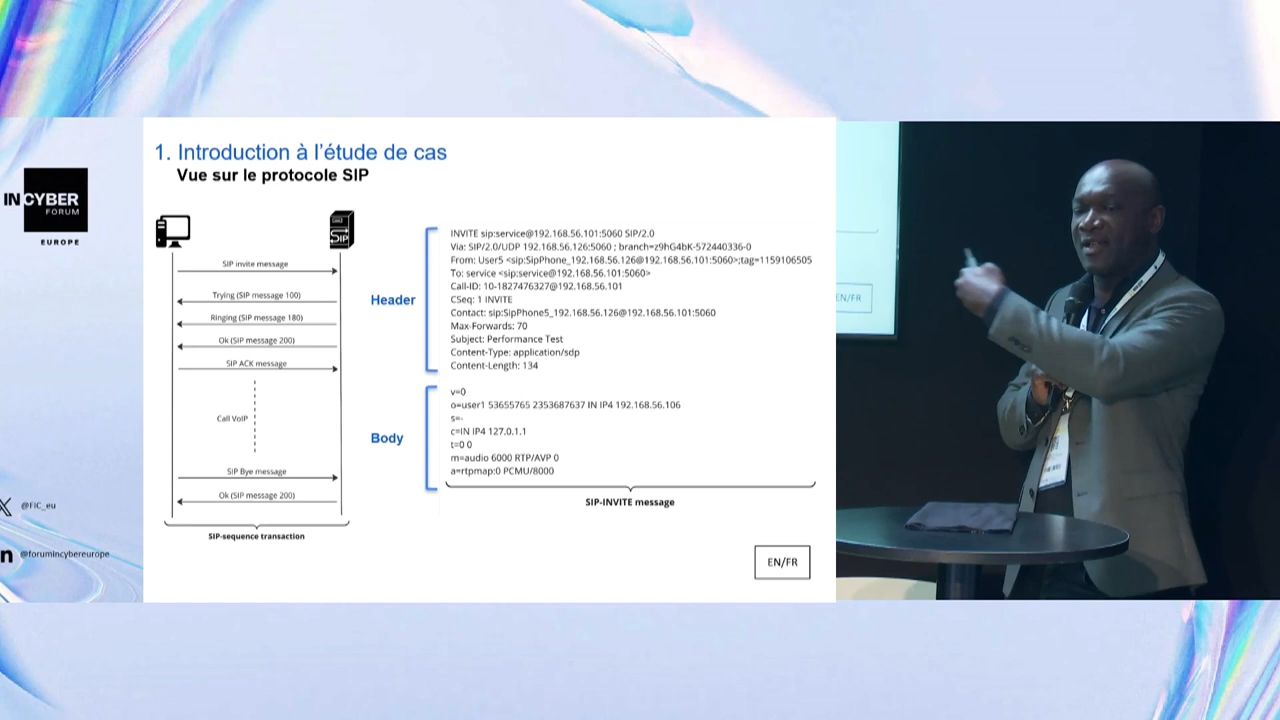 IN CYBER
FORUM
EUROPE
@FIC_eu
@forumincybereurope
1. Introduction à l'étude de cas
Vue sur le protocole SIP
SIP
SIP invite message
Trying (SIP message 100)
Ringing (SIP message 180)
Ok (SIP message 200)
SIP ACK message
Call VoIP
SIP Bye message
Ok (SIP message 200)
SIP-sequence transaction
Header
INVITE sip:service@192.168.56.101:5060 SIP/2.0
Via: SIP/2.0/UDP 192.168.56.126:5060 ; branch=z9hG4bK-572440336-0
From: User5 <sip:SipPhone_192.168.56.126@192.168.56.101:5060>;tag=1159106505
To: service <sip:service@192.168.56.101:5060>
Call-ID: 10-1827476327@192.168.56.101
CSeq: 1 INVITE
Contact: sip:SipPhone5_192.168.56.126@192.168.56.101:5060
Max-Forwards: 70
Subject: Performance Test
Content-Type: application/sdp
Content-Length: 134
Body
v=0
o=user1 53655765 2353687637 IN IP4 192.168.56.106
s=-
c=IN IP4 127.0.1.1
t=0 0
m=audio 6000 RTP/AVP 0
a=rtpmap:0 PCMU/8000
SIP-INVITE message
EN/FR
EN/FR